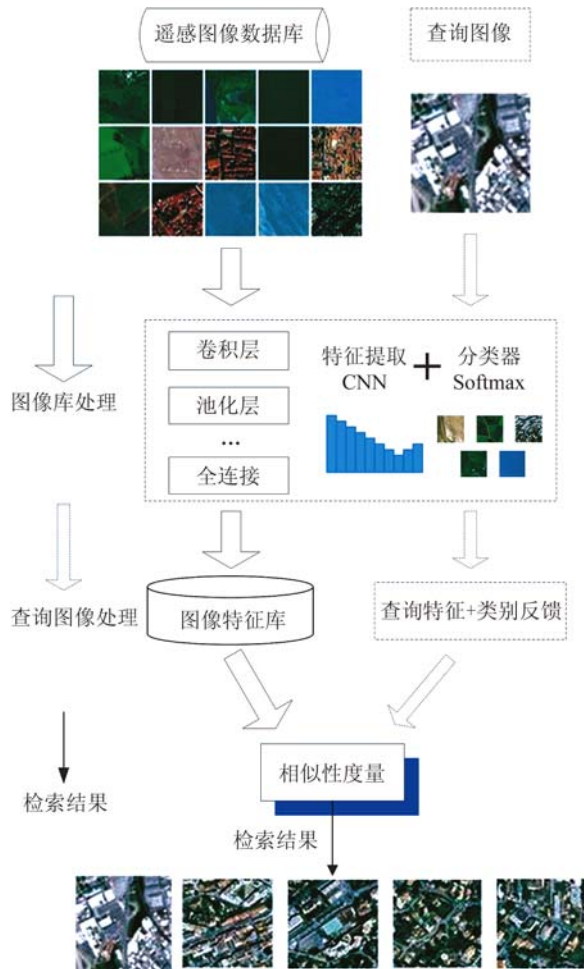 遥感图像数据库
查询图像
卷积层
池化层
...
全连接
特征提取
CNN
+
分类器
Softmax
图像库处理
查询图像处理
图像特征库
查询特征+类别反馈
相似性度量
检索结果
检索结果